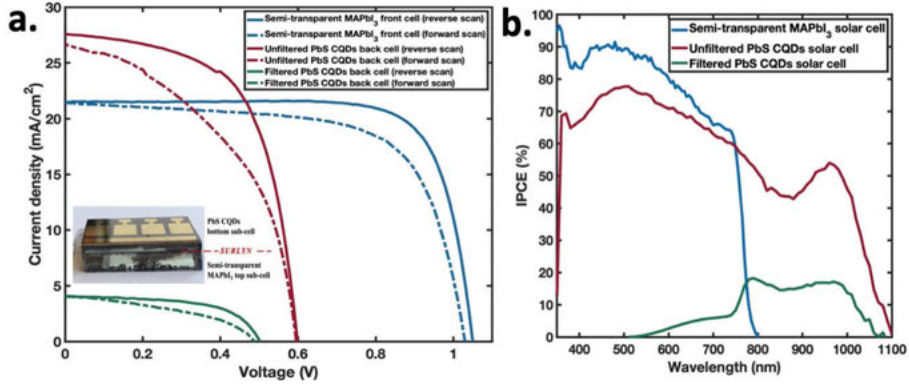 a.
Semi-transparent MAPbI₃ front cell (reverse scan)
Semi-transparent MAPbI₃ front cell (forward scan)
Unfiltered PbS CQDs back cell (reverse scan)
Unfiltered PbS CQDs back cell (forward scan)
Filtered PbS CQDs back cell (reverse scan)
Filtered PbS CQDs back cell (forward scan)
Current density (mA/cm²)
30
25
20
15
10
5
0
PbS CQDs
bottom sub-cell
SURLYN
Semi-transparent
MAPbI₃ top sub-cell
0
0.2
0.4
0.6
0.8
1
Voltage (V)
b.
Semi-transparent MAPbI₃ solar cell
Unfiltered PbS CQDs solar cell
Filtered PbS CQDs solar cell
IPCE (%)
100
90
80
70
60
50
40
30
20
10
0
400
500
600
700
800
900
1000
1100
Wavelength (nm)